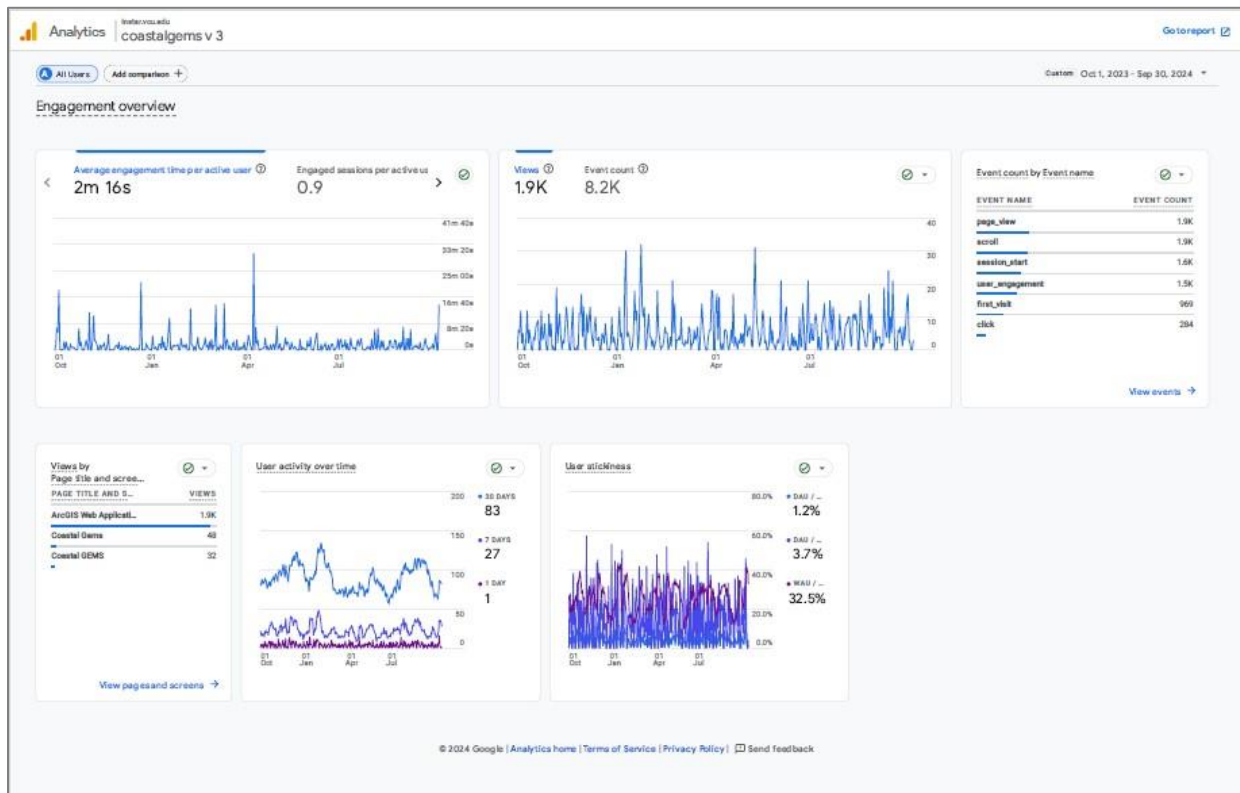 Analytics
coastalgems v 3
Go to report
A All Users
Add comparison +
Custom Oct 1, 2023 - Sep 30, 2024
Engagement overview
Average engagement time per active user
2m 16s
Engaged sessions per active us
0.9
41m 40s
33m 20s
25m 00s
16m 40s
8m 20s
0s
01 Oct
01 Jan
01 Apr
01 Jul
Views
1.9K
Event count
8.2K
40
30
20
10
0
01 Oct
01 Jan
01 Apr
01 Jul
Event count by Event name
EVENT NAME EVENT COUNT
page_view 1.9K
scroll 1.9K
session_start 1.6K
user_engagement 1.5K
first_visit 969
click 284
View events
Views by
Page title and scree...
PAGE TITLE AND S... VIEWS
ArcGIS Web Applicati... 1.9K
Coastal Gems 48
Coastal GEMS 32
View pages and screens
User activity over time
200
150
100
50
0
01 Oct
01 Jan
01 Apr
01 Jul
30 DAYS
83
7 DAYS
27
1 DAY
1
User stickiness
80.0%
60.0%
40.0%
20.0%
0.0%
01 Oct
01 Jan
01 Apr
01 Jul
DAU / ...
1.2%
DAU / ...
3.7%
WAU / ...
32.5%
© 2024 Google | Analytics home | Terms of Service | Privacy Policy | Send feedback